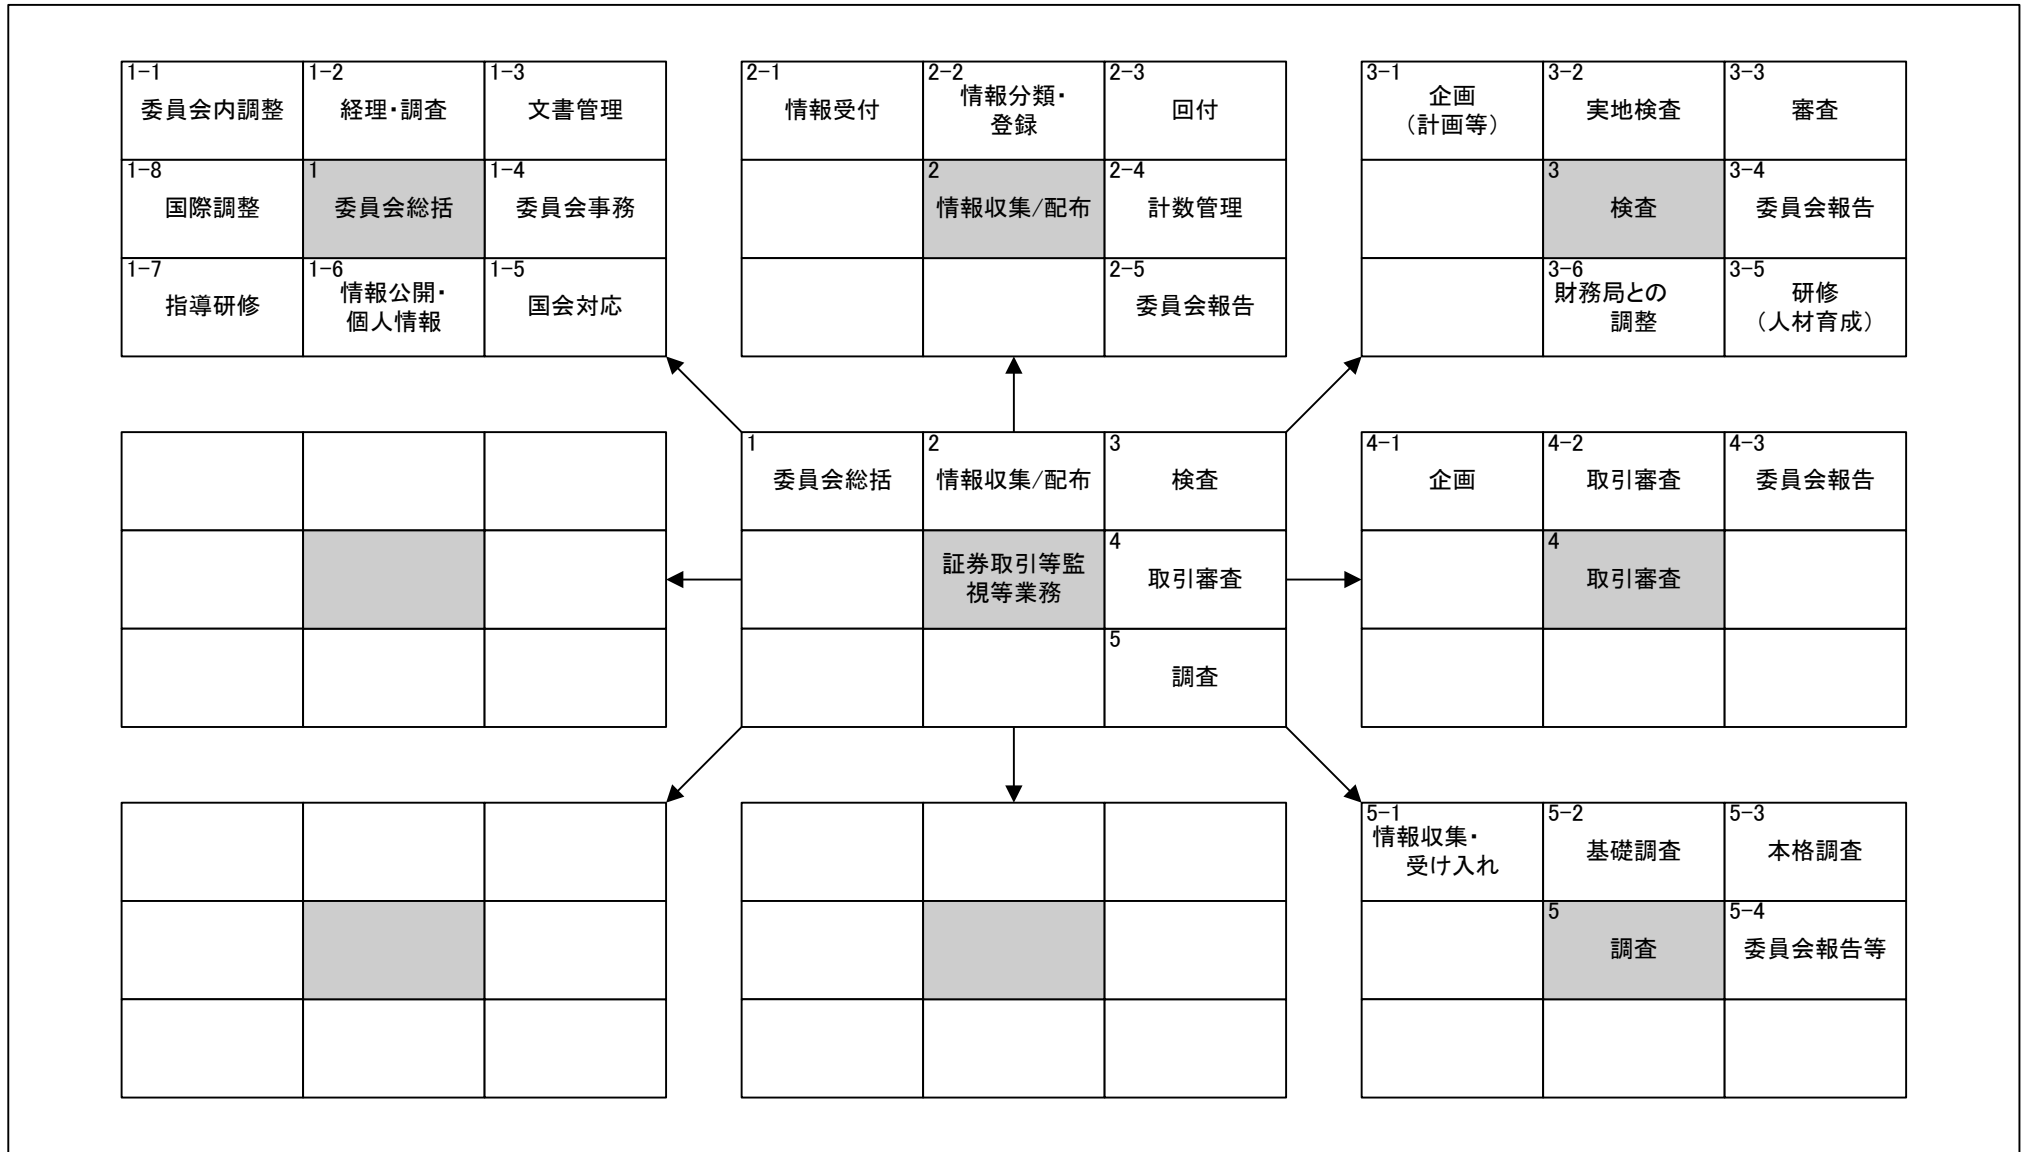 1-1
委員会内調整
1-2
経理・調査
1-3
文書管理
1-8
国際調整
1
委員会総括
1-4
委員会事務
1-7
指導研修
1-6
情報公開・
個人情報
1-5
国会対応
2-1
情報受付
2-2
情報分類・
登録
2-3
回付
2
情報収集/配布
2-4
計数管理
2-5
委員会報告
3-1
企画
（計画等）
3-2
実地検査
3-3
審査
3
検査
3-4
委員会報告
3-6
財務局との
調整
3-5
研修
（人材育成）
1
委員会総括
2
情報収集/配布
3
検査
証券取引等監
視等業務
4
取引審査
5
調査
4-1
企画
4-2
取引審査
4-3
委員会報告
4
取引審査
5-1
情報収集・
受け入れ
5-2
基礎調査
5-3
本格調査
5
調査
5-4
委員会報告等